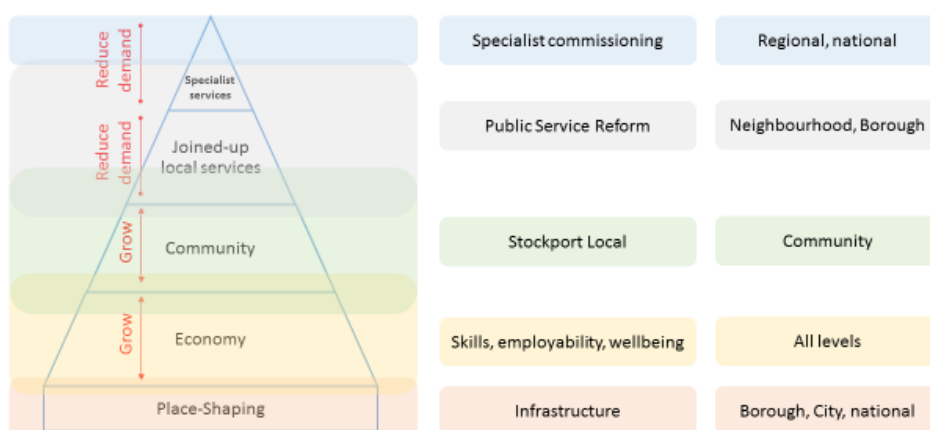 Reduce
demand
Specialist
services
Specialist commissioning
Regional, national
Reduce
demand
Joined-up
local services
Public Service Reform
Neighbourhood, Borough
Grow
Community
Stockport Local
Community
Grow
Economy
Skills, employability, wellbeing
All levels
Place-Shaping
Infrastructure
Borough, City, national